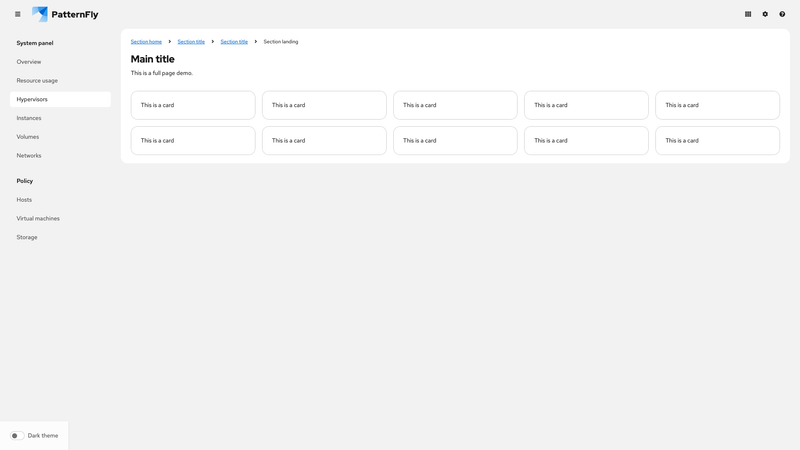 PatternFly
System panel
Overview
Resource usage
Hypervisors
Instances
Volumes
Networks
Policy
Hosts
Virtual machines
Storage
Section home Section title Section title Section landing
Main title
This is a full page demo.
This is a card This is a card This is a card This is a card This is a card
This is a card This is a card This is a card This is a card This is a card
Dark theme